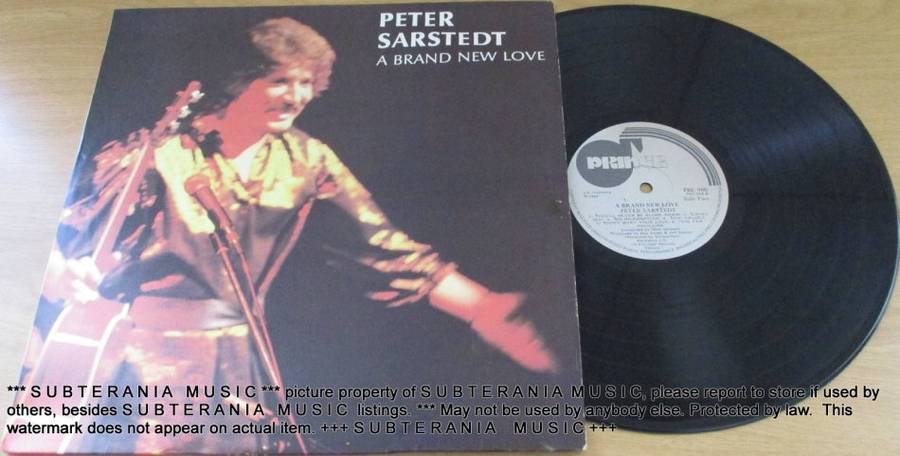 PETER
SARSTEDT
A BRAND NEW LOVE
PRINCE
Side Two
A BRAND NEW LOVE
PETER SARSTEDT
*** S U B T E R A N I A  M U S I C *** picture property of S U B T E R A N I A  M U S I C, please report to store if used by
others, besides S U B T E R A N I A  M U S I C listings. *** May not be used by anybody else. Protected by law. This
watermark does not appear on actual item. +++ S U B T E R A N I A  M U S I C +++